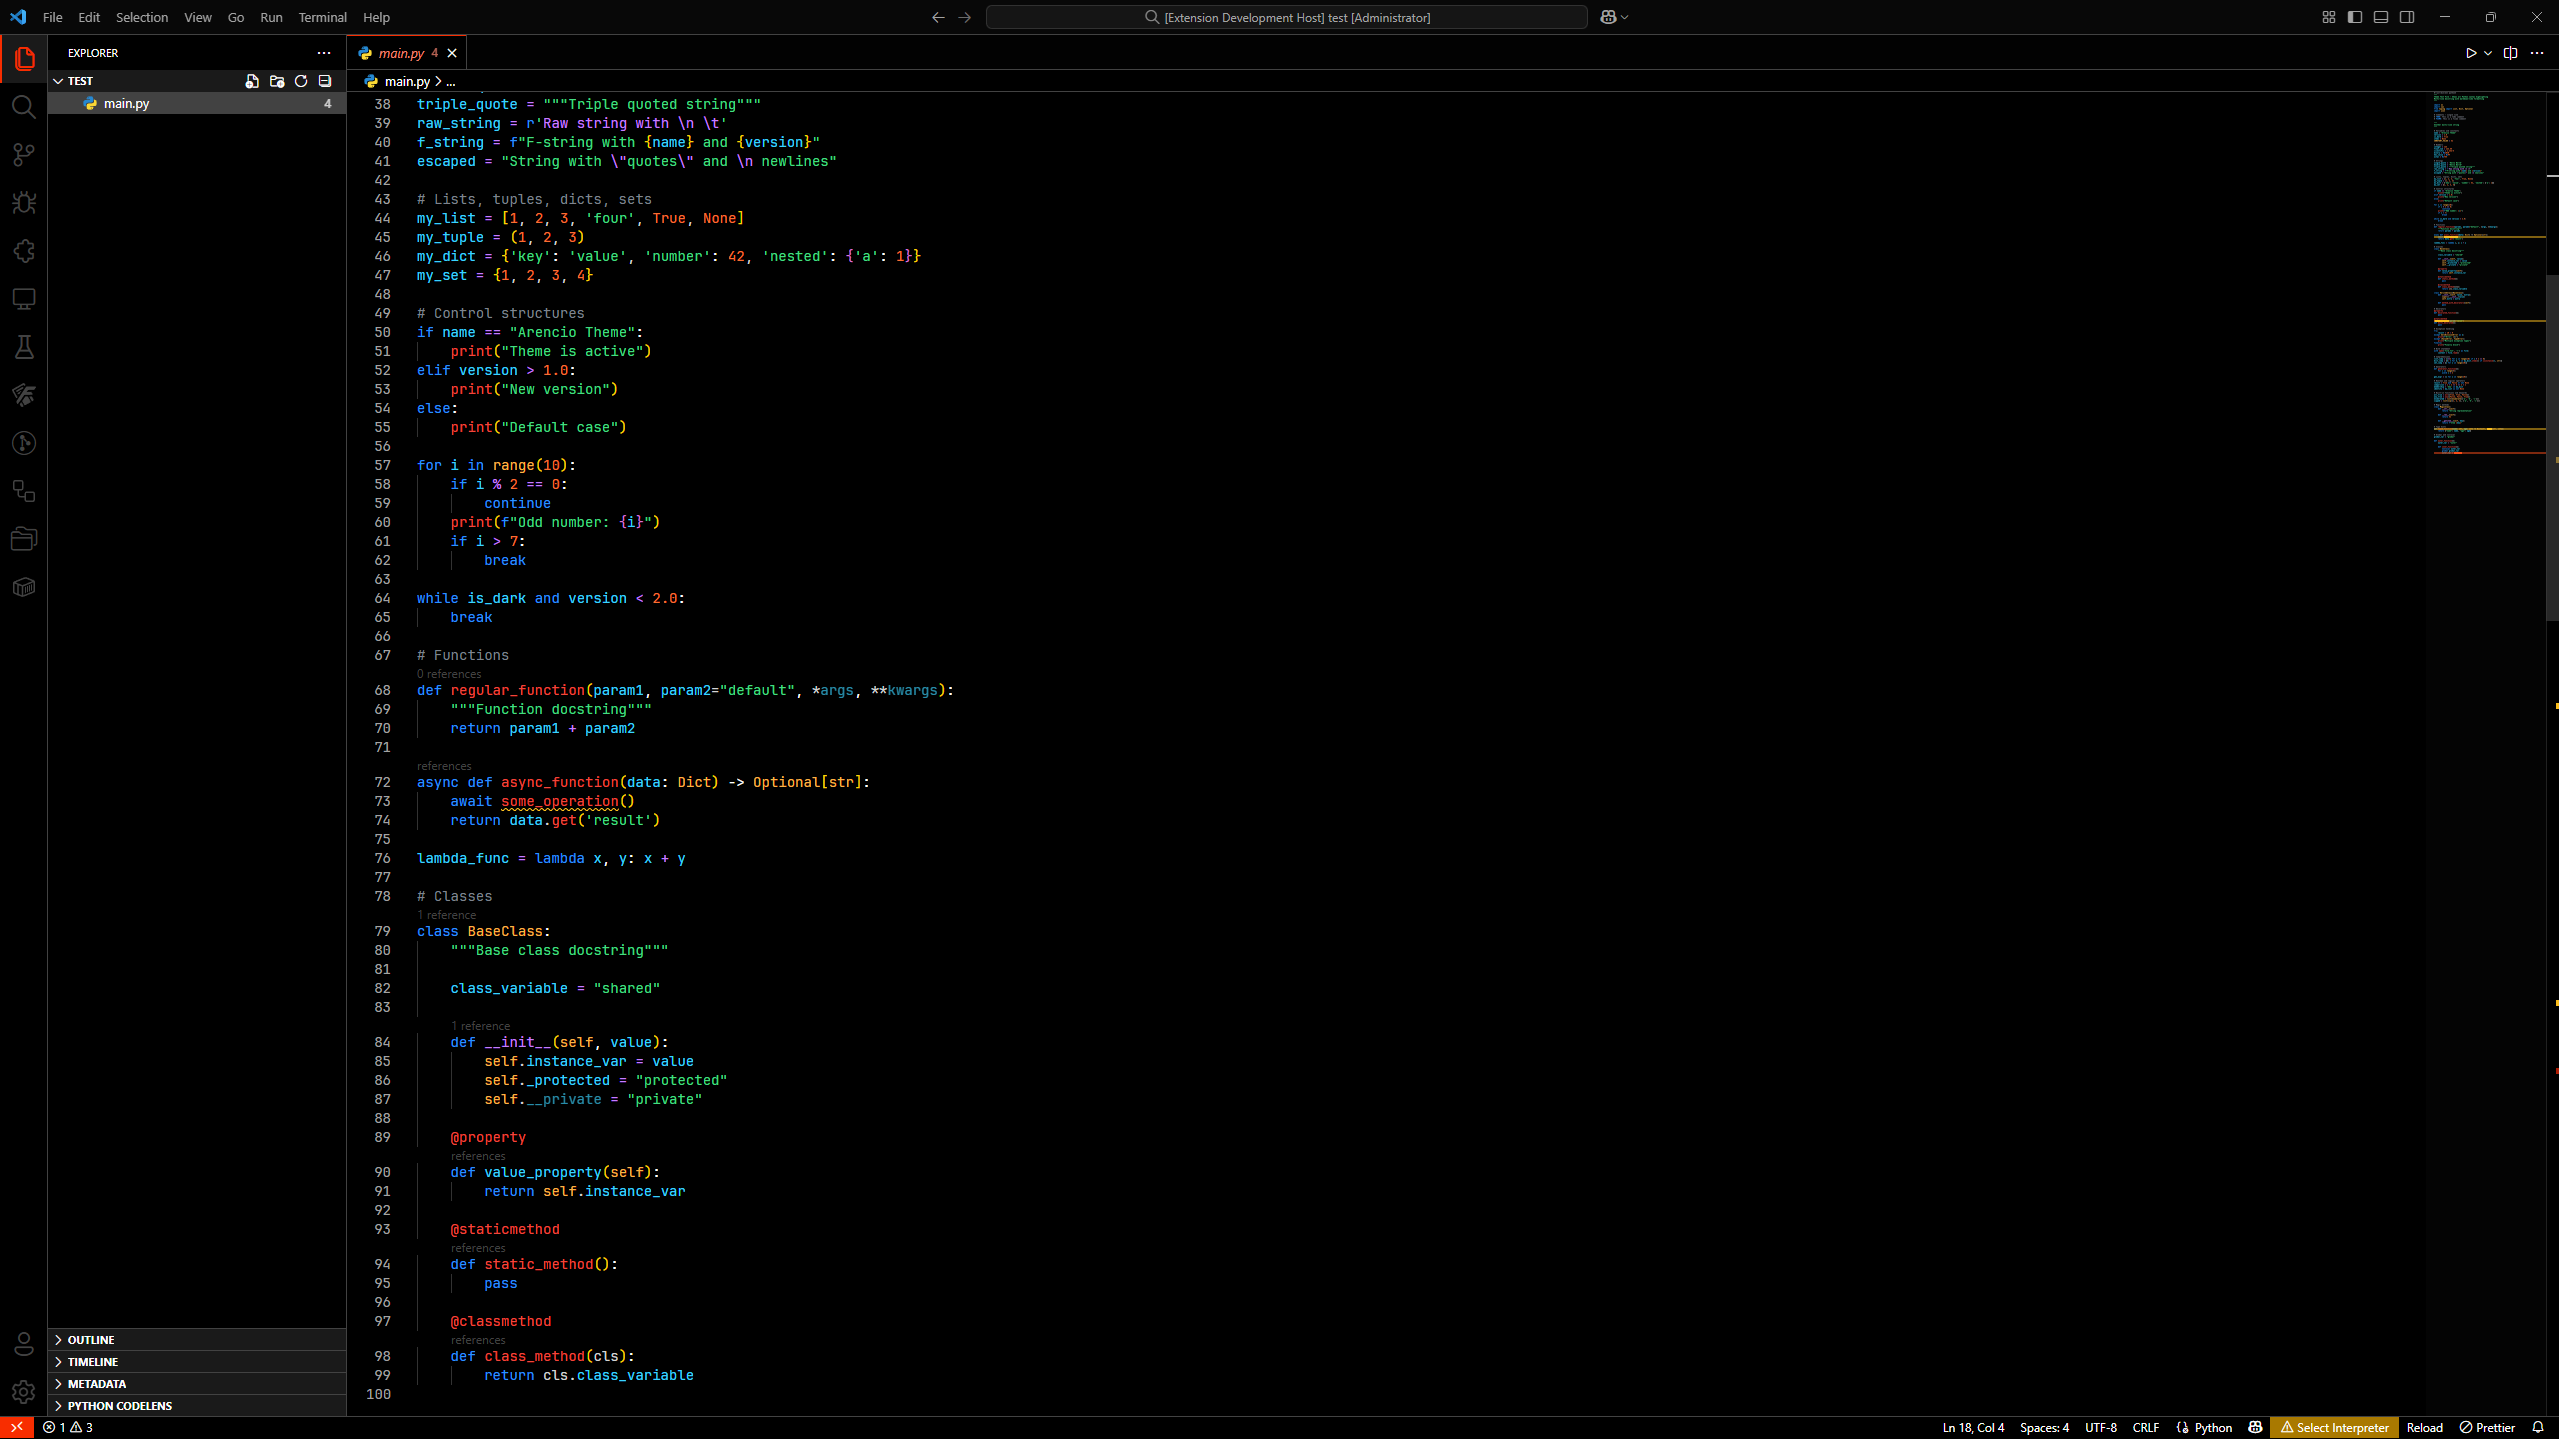 File Edit Selection View Go Run Terminal Help
[Extension Development Host] test [Administrator]
EXPLORER
TEST
main.py 4
OUTLINE
TIMELINE
METADATA
PYTHON CODELENS
main.py 4
main.py > ...
38 triple_quote = """Triple quoted string"""
39 raw_string = r'Raw string with \n \t'
40 f_string = f"F-string with {name} and {version}"
41 escaped = "String with \"quotes\" and \n newlines"
42
43 # Lists, tuples, dicts, sets
44 my_list = [1, 2, 3, 'four', True, None]
45 my_tuple = (1, 2, 3)
46 my_dict = {'key': 'value', 'number': 42, 'nested': {'a': 1}}
47 my_set = {1, 2, 3, 4}
48
49 # Control structures
50 if name == "Arencio Theme":
51     print("Theme is active")
52 elif version > 1.0:
53     print("New version")
54 else:
55     print("Default case")
56
57 for i in range(10):
58     if i % 2 == 0:
59         continue
60     print(f"Odd number: {i}")
61     if i > 7:
62         break
63
64 while is_dark and version < 2.0:
65     break
66
67 # Functions
0 references
68 def regular_function(param1, param2="default", *args, **kwargs):
69     """Function docstring"""
70     return param1 + param2
71
references
72 async def async_function(data: Dict) -> Optional[str]:
73     await some_operation()
74     return data.get('result')
75
76 lambda_func = lambda x, y: x + y
77
78 # Classes
1 reference
79 class BaseClass:
80     """Base class docstring"""
81
82     class_variable = "shared"
83
1 reference
84     def __init__(self, value):
85         self.instance_var = value
86         self._protected = "protected"
87         self.__private = "private"
88
89     @property
references
90     def value_property(self):
91         return self.instance_var
92
93     @staticmethod
references
94     def static_method():
95         pass
96
97     @classmethod
references
98     def class_method(cls):
99         return cls.class_variable
100
1 3 Ln 18, Col 4 Spaces: 4 UTF-8 CRLF Python Select Interpreter Reload Prettier